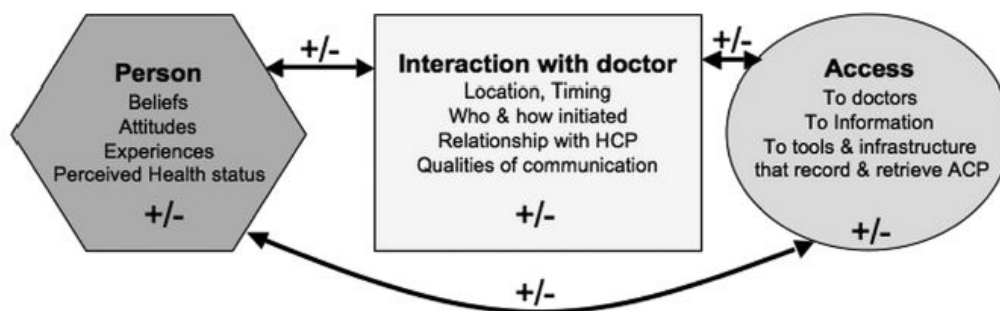 Person
Beliefs
Attitudes
Experiences
Perceived Health status
+/-
+/-
Interaction with doctor
Location, Timing
Who & how initiated
Relationship with HCP
Qualities of communication
+/-
+/-
Access
To doctors
To Information
To tools & infrastructure
that record & retrieve ACP
+/-
+/-